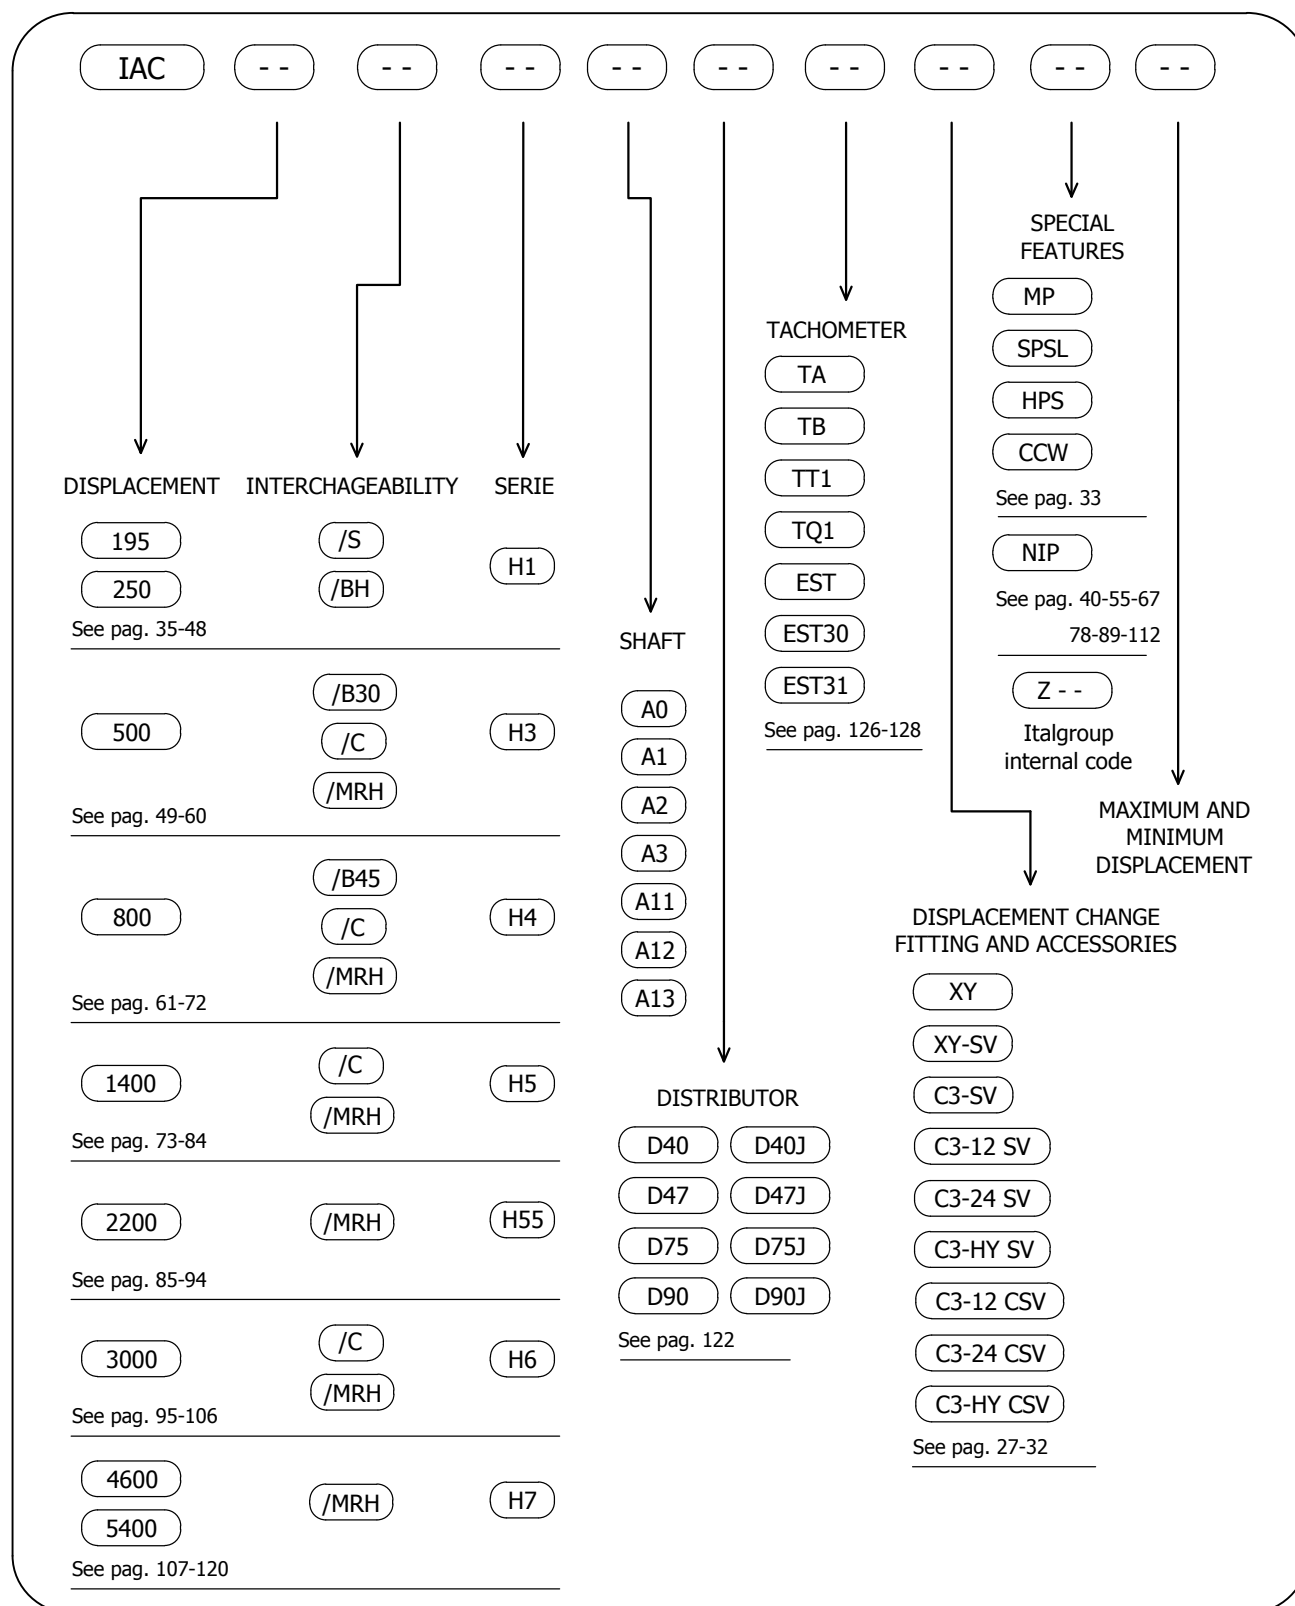 IAC -- -- -- -- -- -- -- -- --
DISPLACEMENT INTERCHAGEABILITY SERIE
195 /S H1
250 /BH
See pag. 35-48
500 /B30 H3
/C
/MRH
See pag. 49-60
800 /B45 H4
/C
/MRH
See pag. 61-72
1400 /C H5
/MRH
See pag. 73-84
2200 /MRH H55
See pag. 85-94
3000 /C H6
/MRH
See pag. 95-106
4600 /MRH H7
5400
See pag. 107-120
SHAFT
A0
A1
A2
A3
A11
A12
A13
DISTRIBUTOR
D40 D40J
D47 D47J
D75 D75J
D90 D90J
See pag. 122
TACHOMETER
TA
TB
TT1
TQ1
EST
EST30
EST31
See pag. 126-128
DISPLACEMENT CHANGE
FITTING AND ACCESSORIES
XY
XY-SV
C3-SV
C3-12 SV
C3-24 SV
C3-HY SV
C3-12 CSV
C3-24 CSV
C3-HY CSV
See pag. 27-32
SPECIAL
FEATURES
MP
SPSL
HPS
CCW
See pag. 33
NIP
See pag. 40-55-67
78-89-112
Z --
Italgroup
internal code
MAXIMUM AND
MINIMUM
DISPLACEMENT